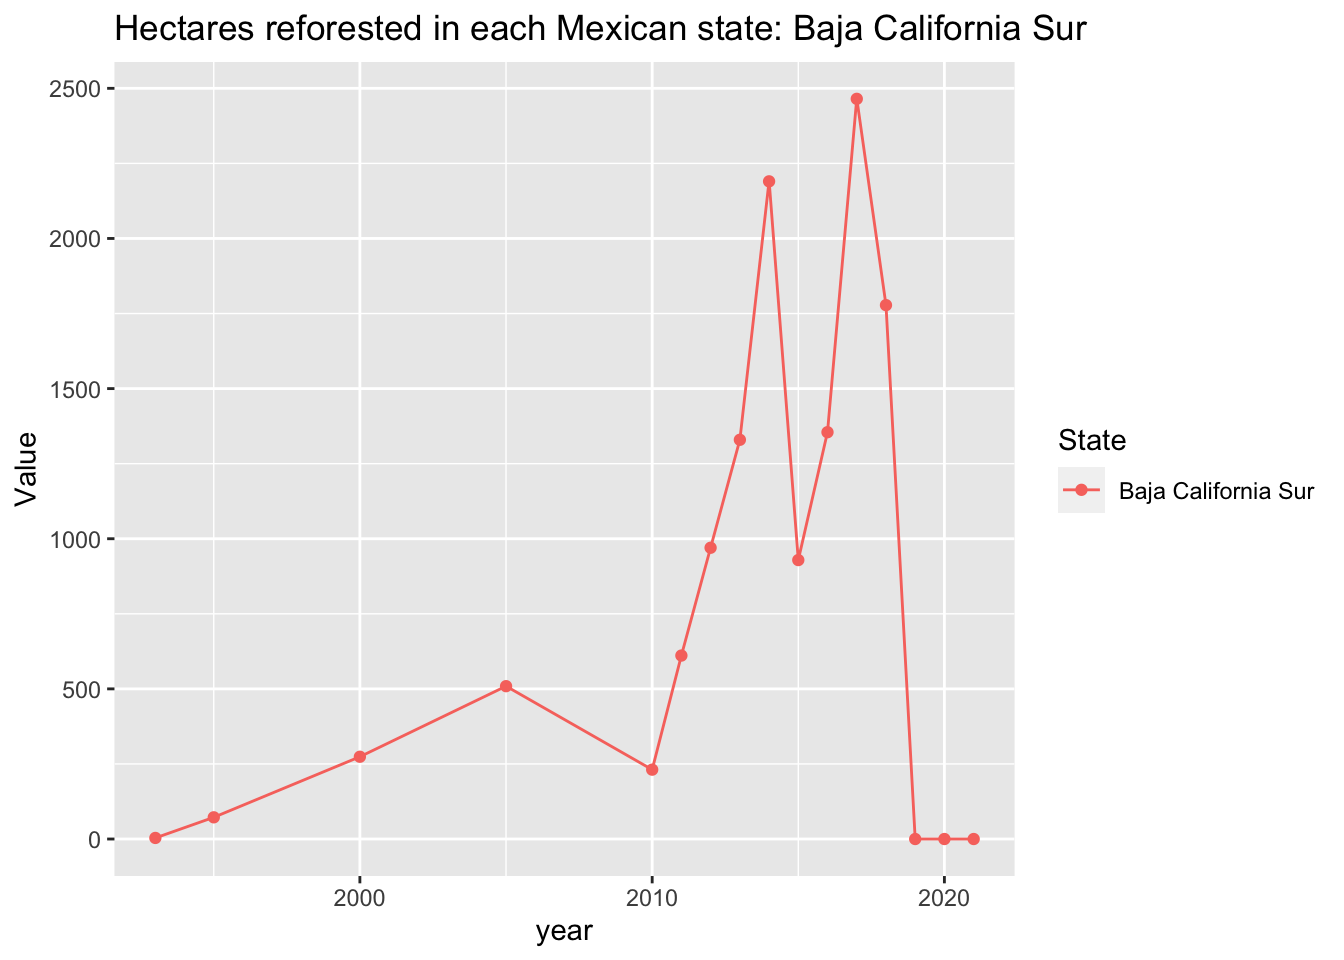 Hectares reforested in each Mexican state: Baja California Sur
2500
2000
1500
1000
500
0
Value
2000
2010
2020
year
State
Baja California Sur